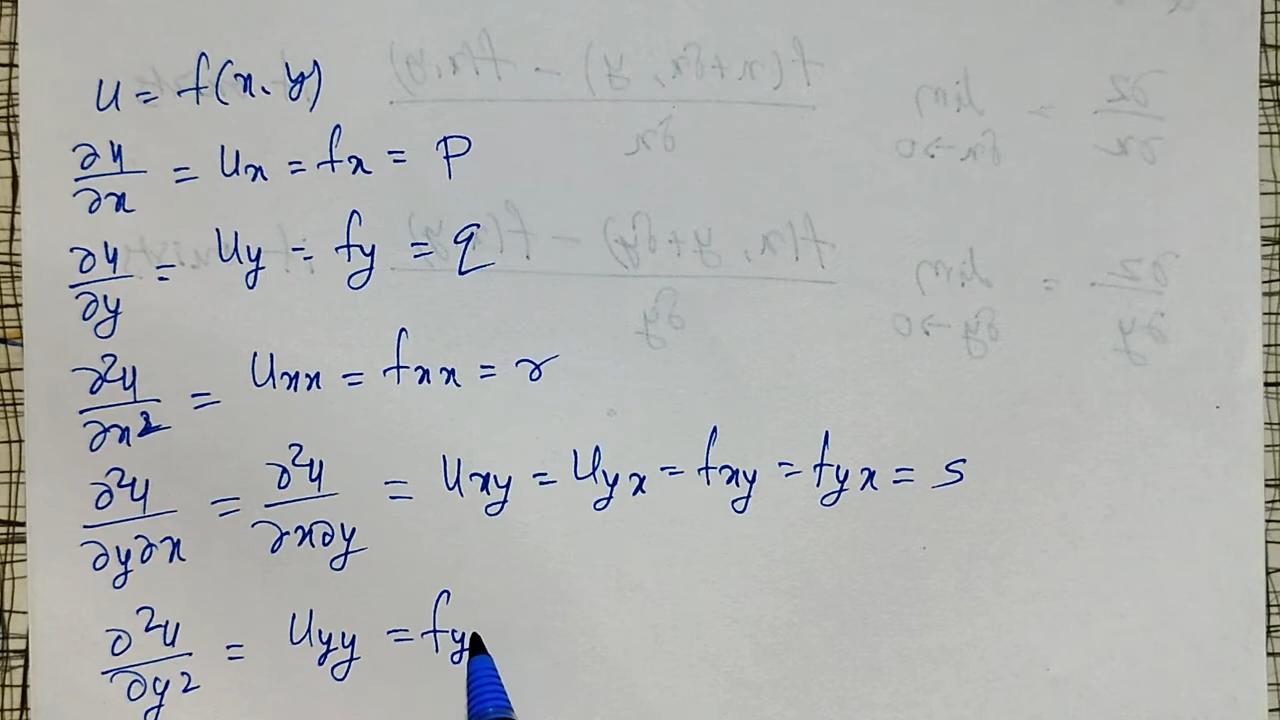 u = f(x, y)
∂u/∂x = ux = fx = p
∂u/∂y = uy = fy = q
∂²u/∂x² = uxx = fxx = r
∂²u/∂y∂x = ∂²u/∂x∂y = uxy = uyx = fxy = fyx = s
∂²u/∂y² = uyy = fy